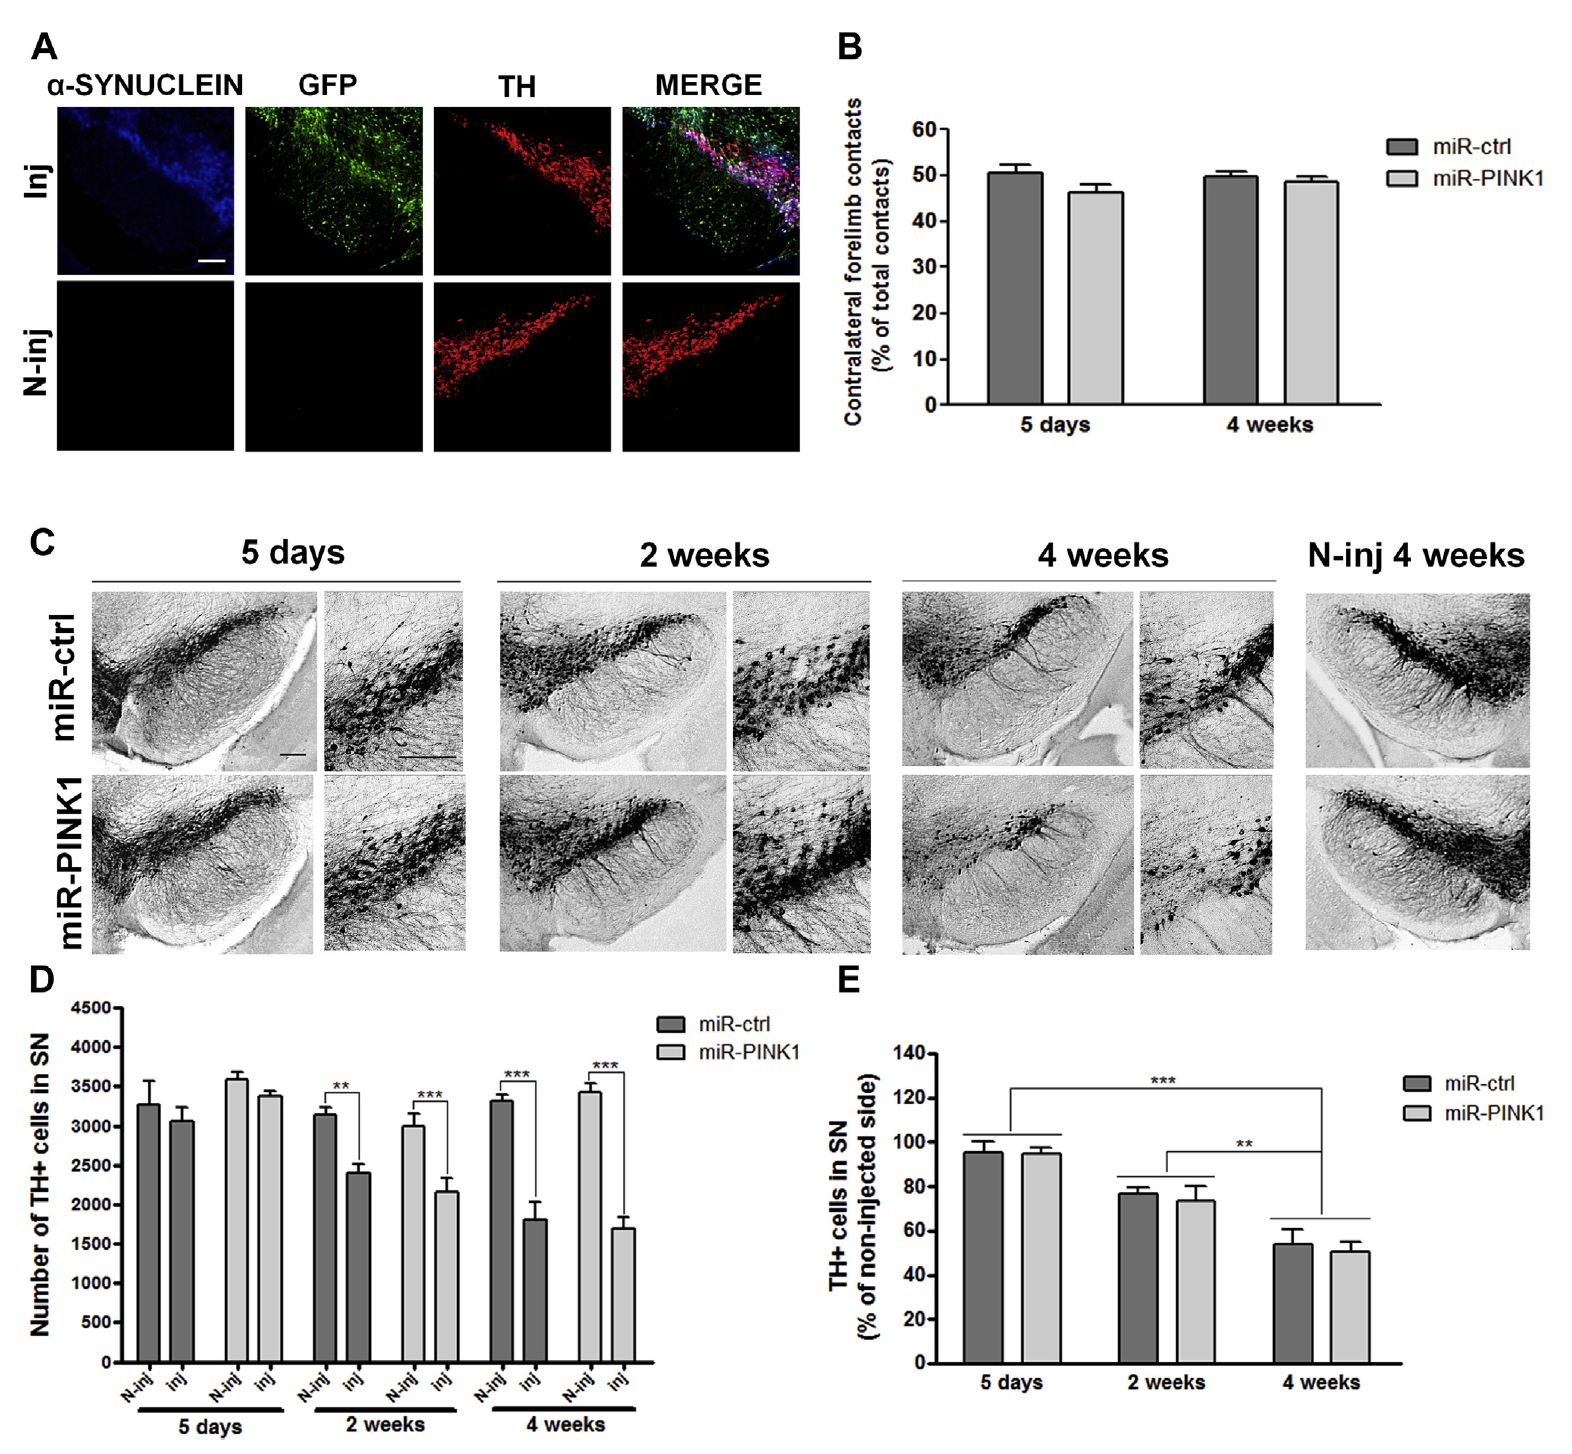 A
α-SYNUCLEIN GFP TH MERGE
Inj
N-inj
B
Contralateral forelimb contacts
(% of total contacts)
60
50
40
30
20
10
0
5 days 4 weeks
miR-ctrl
miR-PINK1
C
5 days 2 weeks 4 weeks N-inj 4 weeks
miR-ctrl
miR-PINK1
D
Number of TH+ cells in SN
4500
4000
3500
3000
2500
2000
1500
1000
500
0
** *** *** ***
N-inj inj N-inj inj N-inj inj N-inj inj N-inj inj N-inj inj
5 days 2 weeks 4 weeks
miR-ctrl
miR-PINK1
E
TH+ cells in SN
(% of non-injected side)
140
120
100
80
60
40
20
0
***
**
5 days 2 weeks 4 weeks
miR-ctrl
miR-PINK1